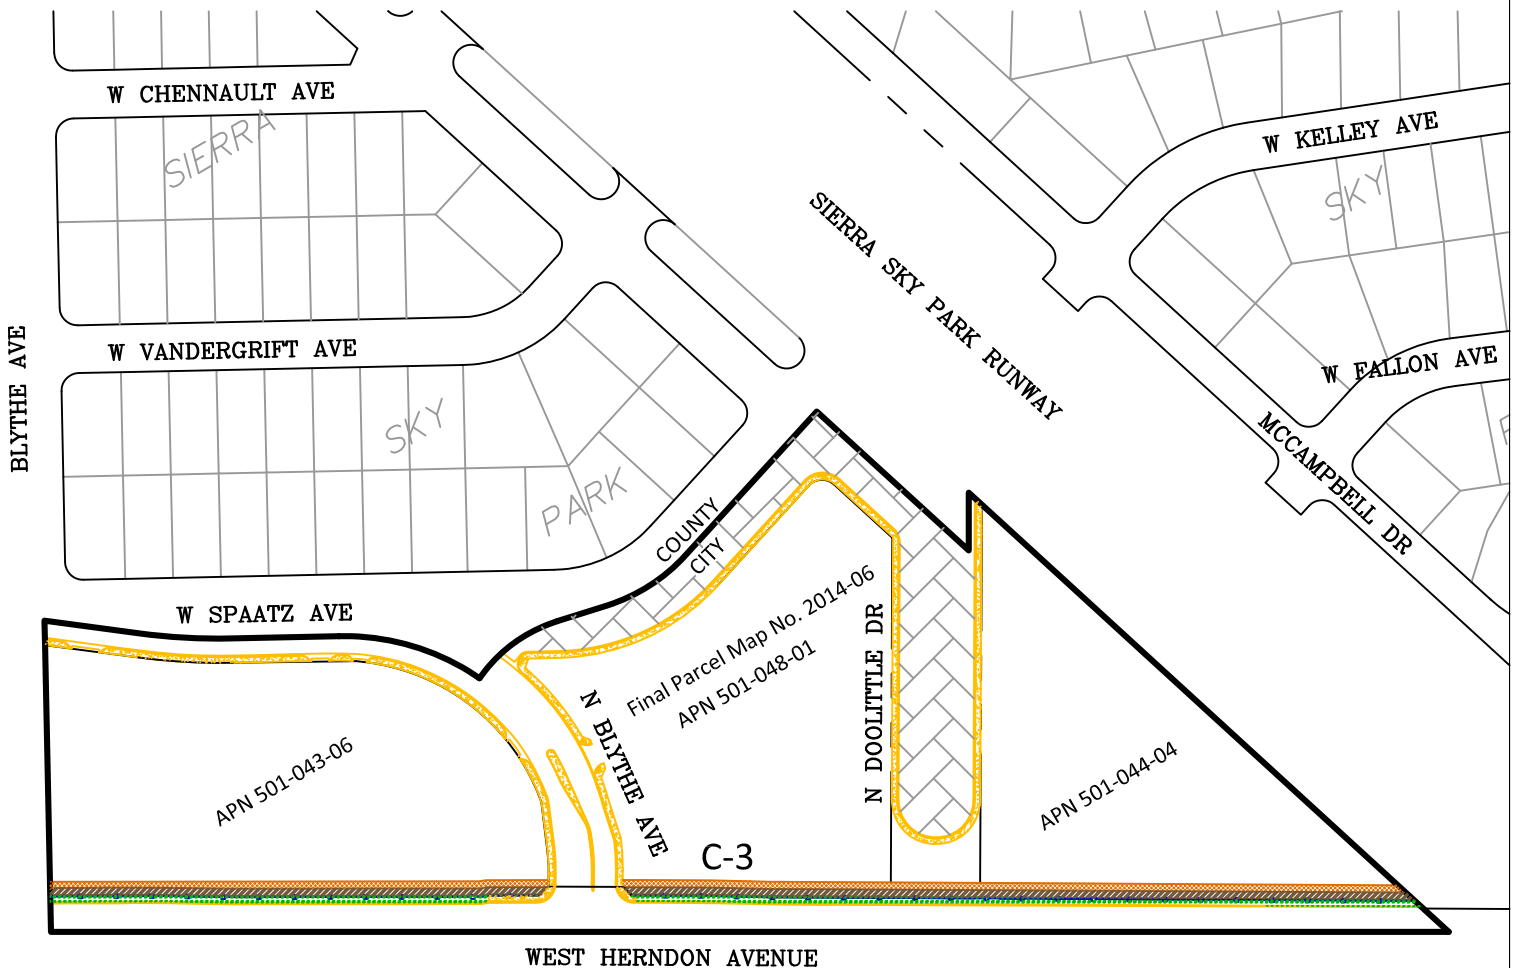 W CHENNAULT AVE
SIERRA
W KELLEY AVE
SKY
SIERRA SKY PARK RUNWAY
BLYTHE AVE
W VANDERGRIFT AVE
W FALLON AVE
SKY
MCCAMPBELL DR
PARK
COUNTY
CITY
W SPAATZ AVE
Final Parcel Map No. 2014-06
APN 501-048-01
N BLYTHE AVE
N DOOLITTLE DR
APN 501-043-06
APN 501-044-04
C-3
WEST HERNDON AVENUE